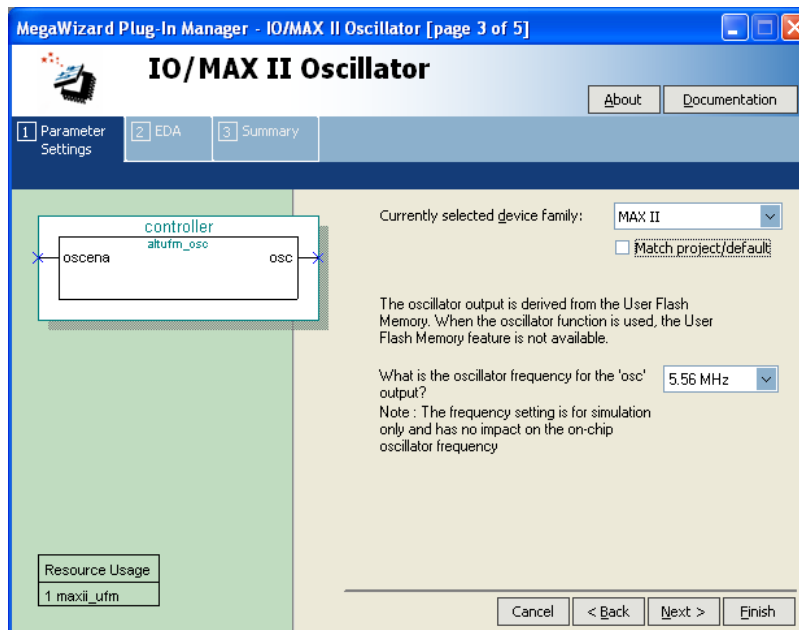 MegaWizard Plug-In Manager - IO/MAX II Oscillator [page 3 of 5]
IO/MAX II Oscillator
About
Documentation
1 Parameter Settings
2 EDA
3 Summary
controller
altufm_osc
oscena
osc
Currently selected device family:
MAX II
Match project/default
The oscillator output is derived from the User Flash
Memory. When the oscillator function is used, the User
Flash Memory feature is not available.
What is the oscillator frequency for the 'osc'
output?
5.56 MHz
Note : The frequency setting is for simulation
only and has no impact on the on-chip
oscillator frequency
Resource Usage
1 maxii_ufm
Cancel
< Back
Next >
Finish